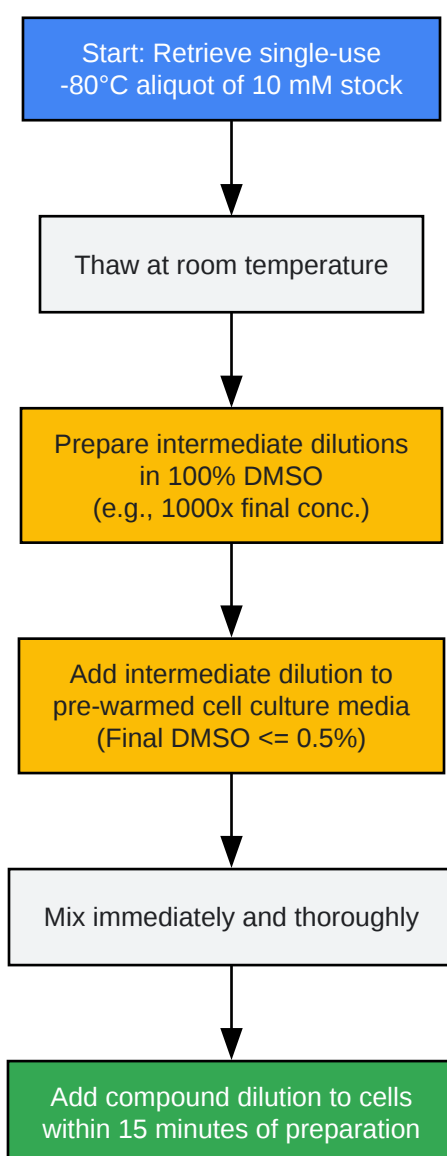 Start: Retrieve single-use
-80°C aliquot of 10 mM stock
Thaw at room temperature
Prepare intermediate dilutions
in 100% DMSO
(e.g., 1000x final conc.)
Add intermediate dilution to
pre-warmed cell culture media
(Final DMSO <= 0.5%)
Mix immediately and thoroughly
Add compound dilution to cells
within 15 minutes of preparation